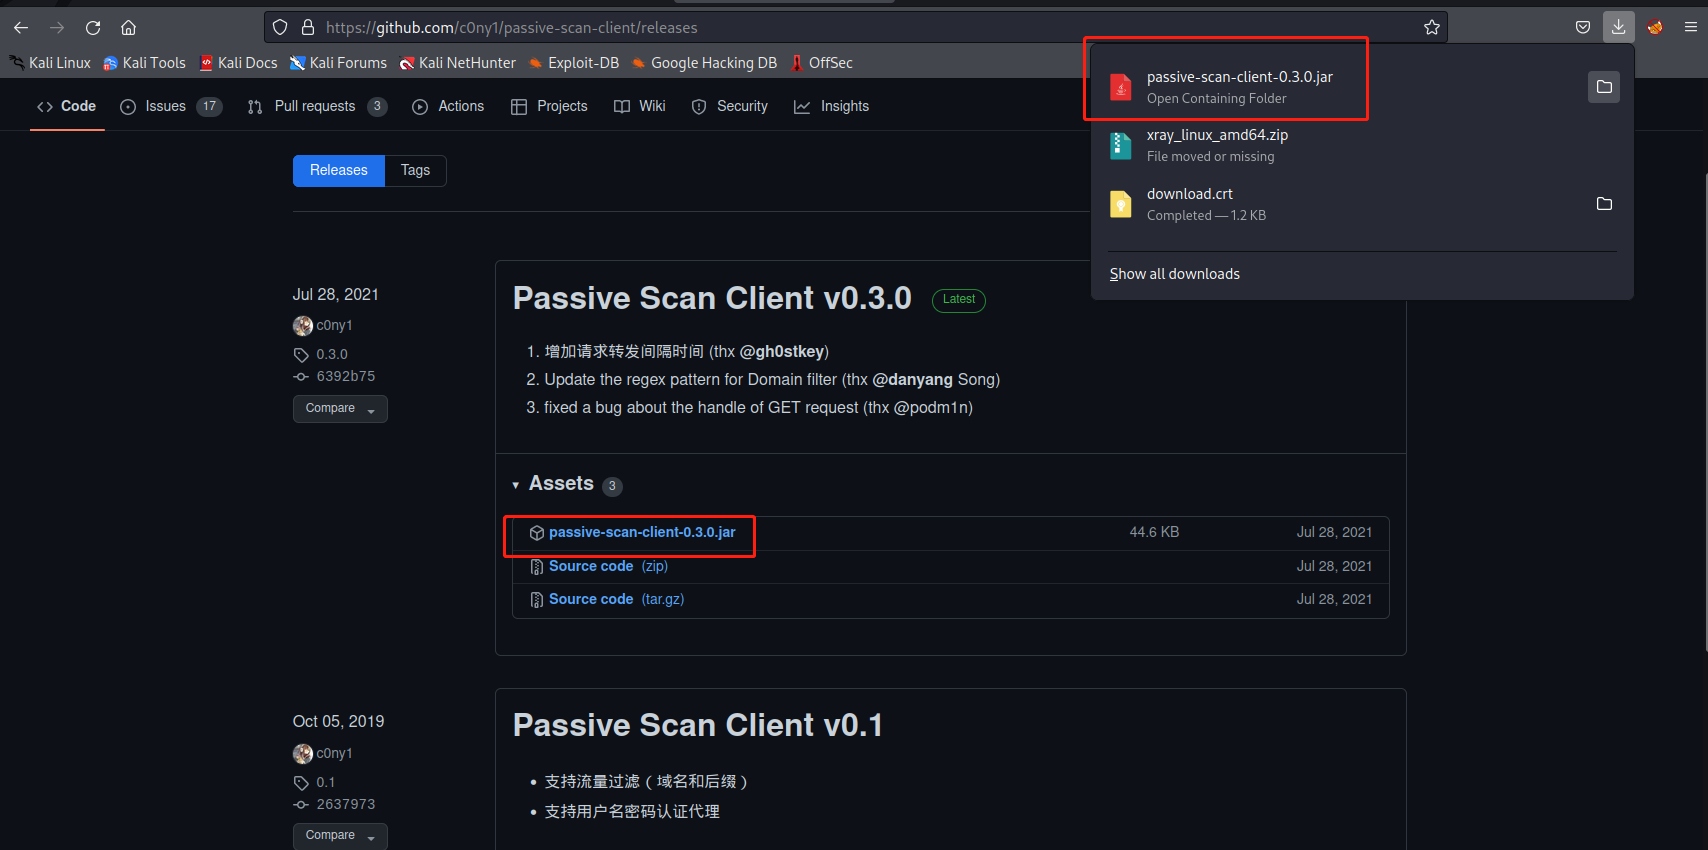 https://github.com/c0ny1/passive-scan-client/releases
Kali Linux Kali Tools Kali Docs Kali Forums Kali NetHunter Exploit-DB Google Hacking DB OffSec
passive-scan-client-0.3.0.jar
Open Containing Folder
xray_linux_amd64.zip
File moved or missing
download.crt
Completed — 1.2 KB
Show all downloads
Code Issues 17 Pull requests 3 Actions Projects Wiki Security Insights
Releases Tags
Jul 28, 2021
c0ny1
0.3.0
6392b75
Compare
Passive Scan Client v0.3.0 Latest
1. 增加请求转发间隔时间 (thx @gh0stkey)
2. Update the regex pattern for Domain filter (thx @danyang Song)
3. fixed a bug about the handle of GET request (thx @podm1n)
Assets 3
passive-scan-client-0.3.0.jar 44.6 KB Jul 28, 2021
Source code (zip) Jul 28, 2021
Source code (tar.gz) Jul 28, 2021
Oct 05, 2019
c0ny1
0.1
2637973
Compare
Passive Scan Client v0.1
• 支持流量过滤（域名和后缀）
• 支持用户名密码认证代理